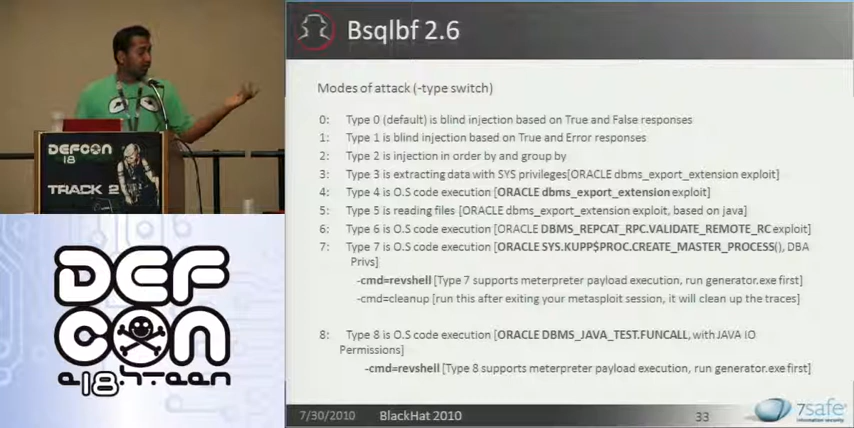 DEFCON
18
TRACK 2
DEF
CON
e18hteen
Bsqlbf 2.6
Modes of attack (-type switch)
0: Type 0 (default) is blind injection based on True and False responses
1: Type 1 is blind injection based on True and Error responses
2: Type 2 is injection in order by and group by
3: Type 3 is extracting data with SYS privileges[ORACLE dbms_export_extension exploit]
4: Type 4 is O.S code execution [ORACLE dbms_export_extension exploit]
5: Type 5 is reading files [ORACLE dbms_export_extension exploit, based on java]
6: Type 6 is O.S code execution [ORACLE DBMS_REPCAT_RPC.VALIDATE_REMOTE_RC exploit]
7: Type 7 is O.S code execution [ORACLE SYS.KUPP$PROC.CREATE_MASTER_PROCESS(), DBA
Privs]
-cmd=revshell [Type 7 supports meterpreter payload execution, run generator.exe first]
-cmd=cleanup [run this after exiting your metasploit session, it will clean up the traces]
8: Type 8 is O.S code execution [ORACLE DBMS_JAVA_TEST.FUNCALL, with JAVA IO
Permissions]
-cmd=revshell [Type 8 supports meterpreter payload execution, run generator.exe first]
7/30/2010 BlackHat 2010 33
7safe
information security